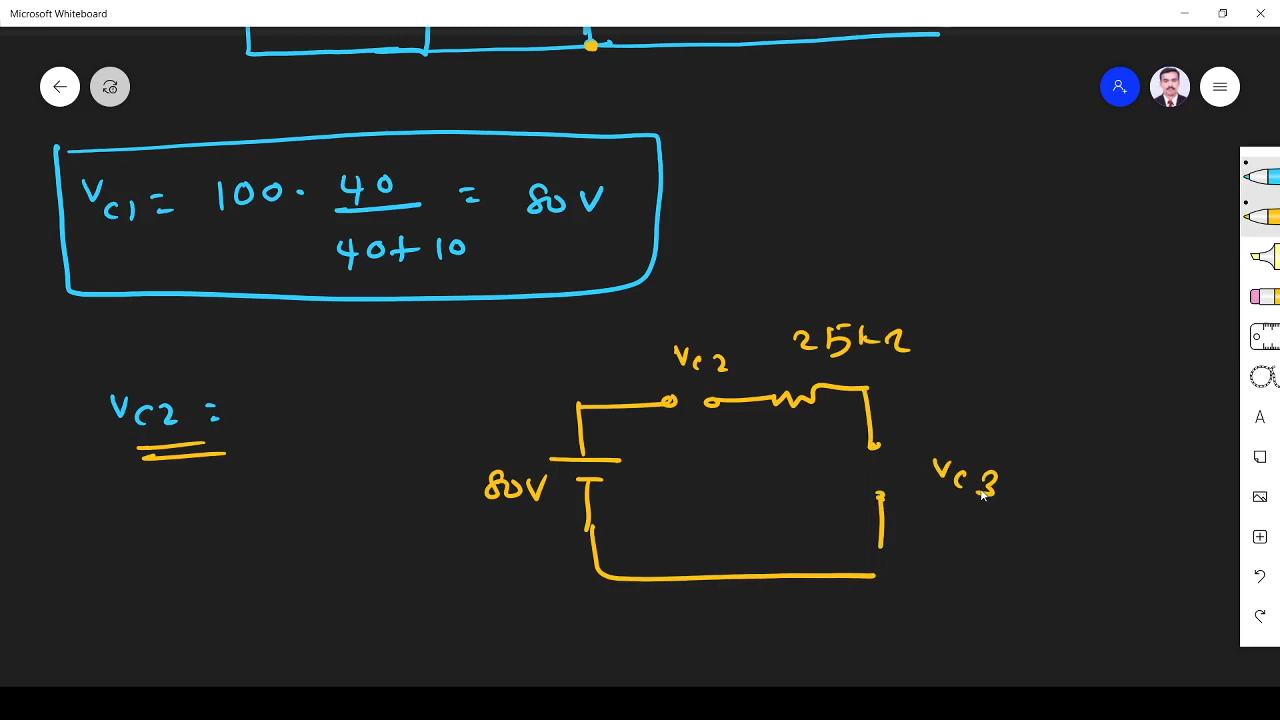 Microsoft Whiteboard
VC1 = 100 · 40/40+10 = 80V
VC2
25kΩ
VC2 =
80V
VC3
A